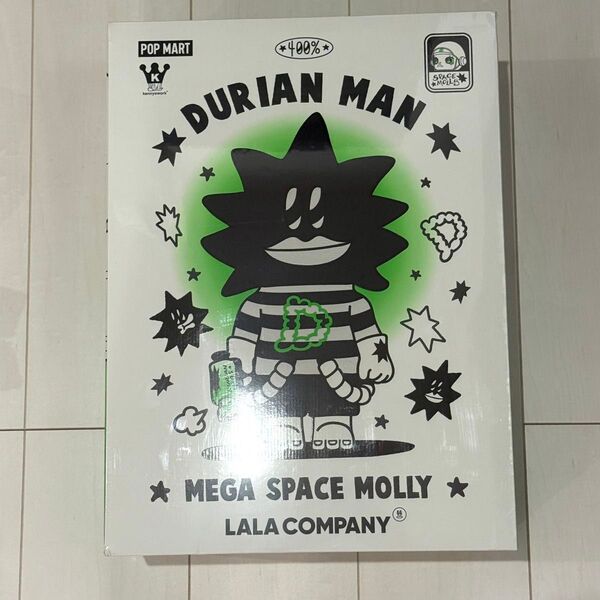 POP MART
400%
K
kennyswork
SPACE
MOLLY
DURIAN MAN
D
D
MEGA SPACE MOLLY
LALA COMPANY